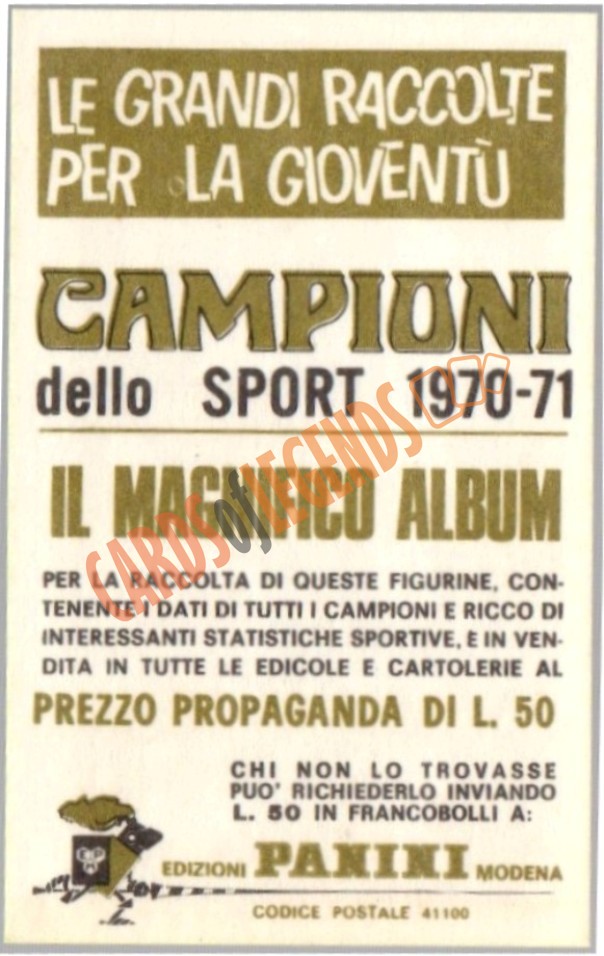 LE GRANDI RACCOLTE
PER LA GIOVENTÙ
CAMPIONI
dello SPORT 1970-71
IL MAGNIFICO ALBUM
PER LA RACCOLTA DI QUESTE FIGURINE, CON-
TENENTE I DATI DI TUTTI I CAMPIONI E RICCO DI
INTERESSANTI STATISTICHE SPORTIVE, È IN VEN-
DITA IN TUTTE LE EDICOLE E CARTOLERIE AL
PREZZO PROPAGANDA DI L. 50
CHI NON LO TROVASSE
PUO' RICHIEDERLO INVIANDO
L. 50 IN FRANCOBOLLI A:
EDIZIONI PANINI MODENA
CODICE POSTALE 41100
CARDS of LEGENDS